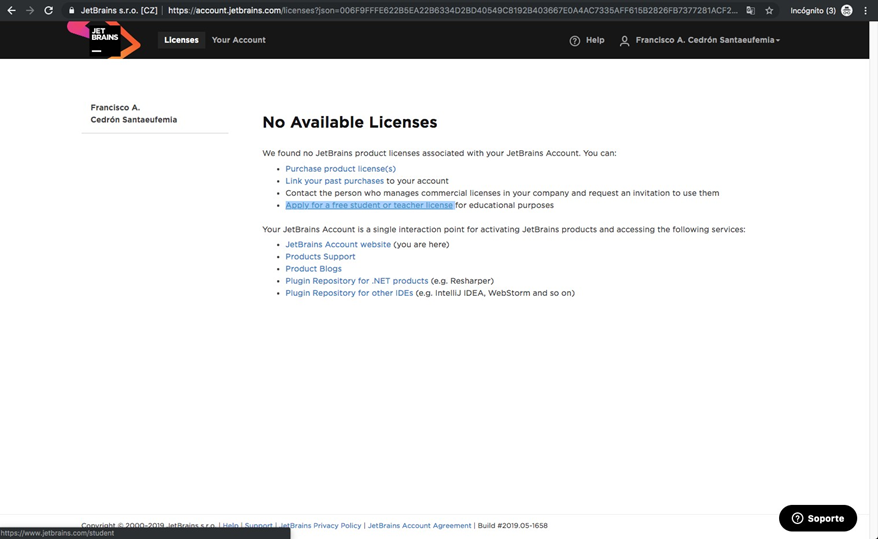 JetBrains s.r.o. [CZ] | https://account.jetbrains.com/licenses?json=006F9FFFE622B5EA22B6334D2BD40549C8192B403667E0A4AC7335AFF615B2826FB7377281ACF2... Incógnito (3)
JET BRAINS Licenses Your Account Help Francisco A. Cedrón Santaeufemia
Francisco A.
Cedrón Santaeufemia
No Available Licenses
We found no JetBrains product licenses associated with your JetBrains Account. You can:
• Purchase product license(s)
• Link your past purchases to your account
• Contact the person who manages commercial licenses in your company and request an invitation to use them
• Apply for a free student or teacher license for educational purposes
Your JetBrains Account is a single interaction point for activating JetBrains products and accessing the following services:
• JetBrains Account website (you are here)
• Products Support
• Product Blogs
• Plugin Repository for .NET products (e.g. Resharper)
• Plugin Repository for other IDEs (e.g. IntelliJ IDEA, WebStorm and so on)
Soporte
Copyright © 2000–2019 JetBrains s.r.o. | Help | Support | JetBrains Privacy Policy | JetBrains Account Agreement | Build #2019.05-1658
https://www.jetbrains.com/student